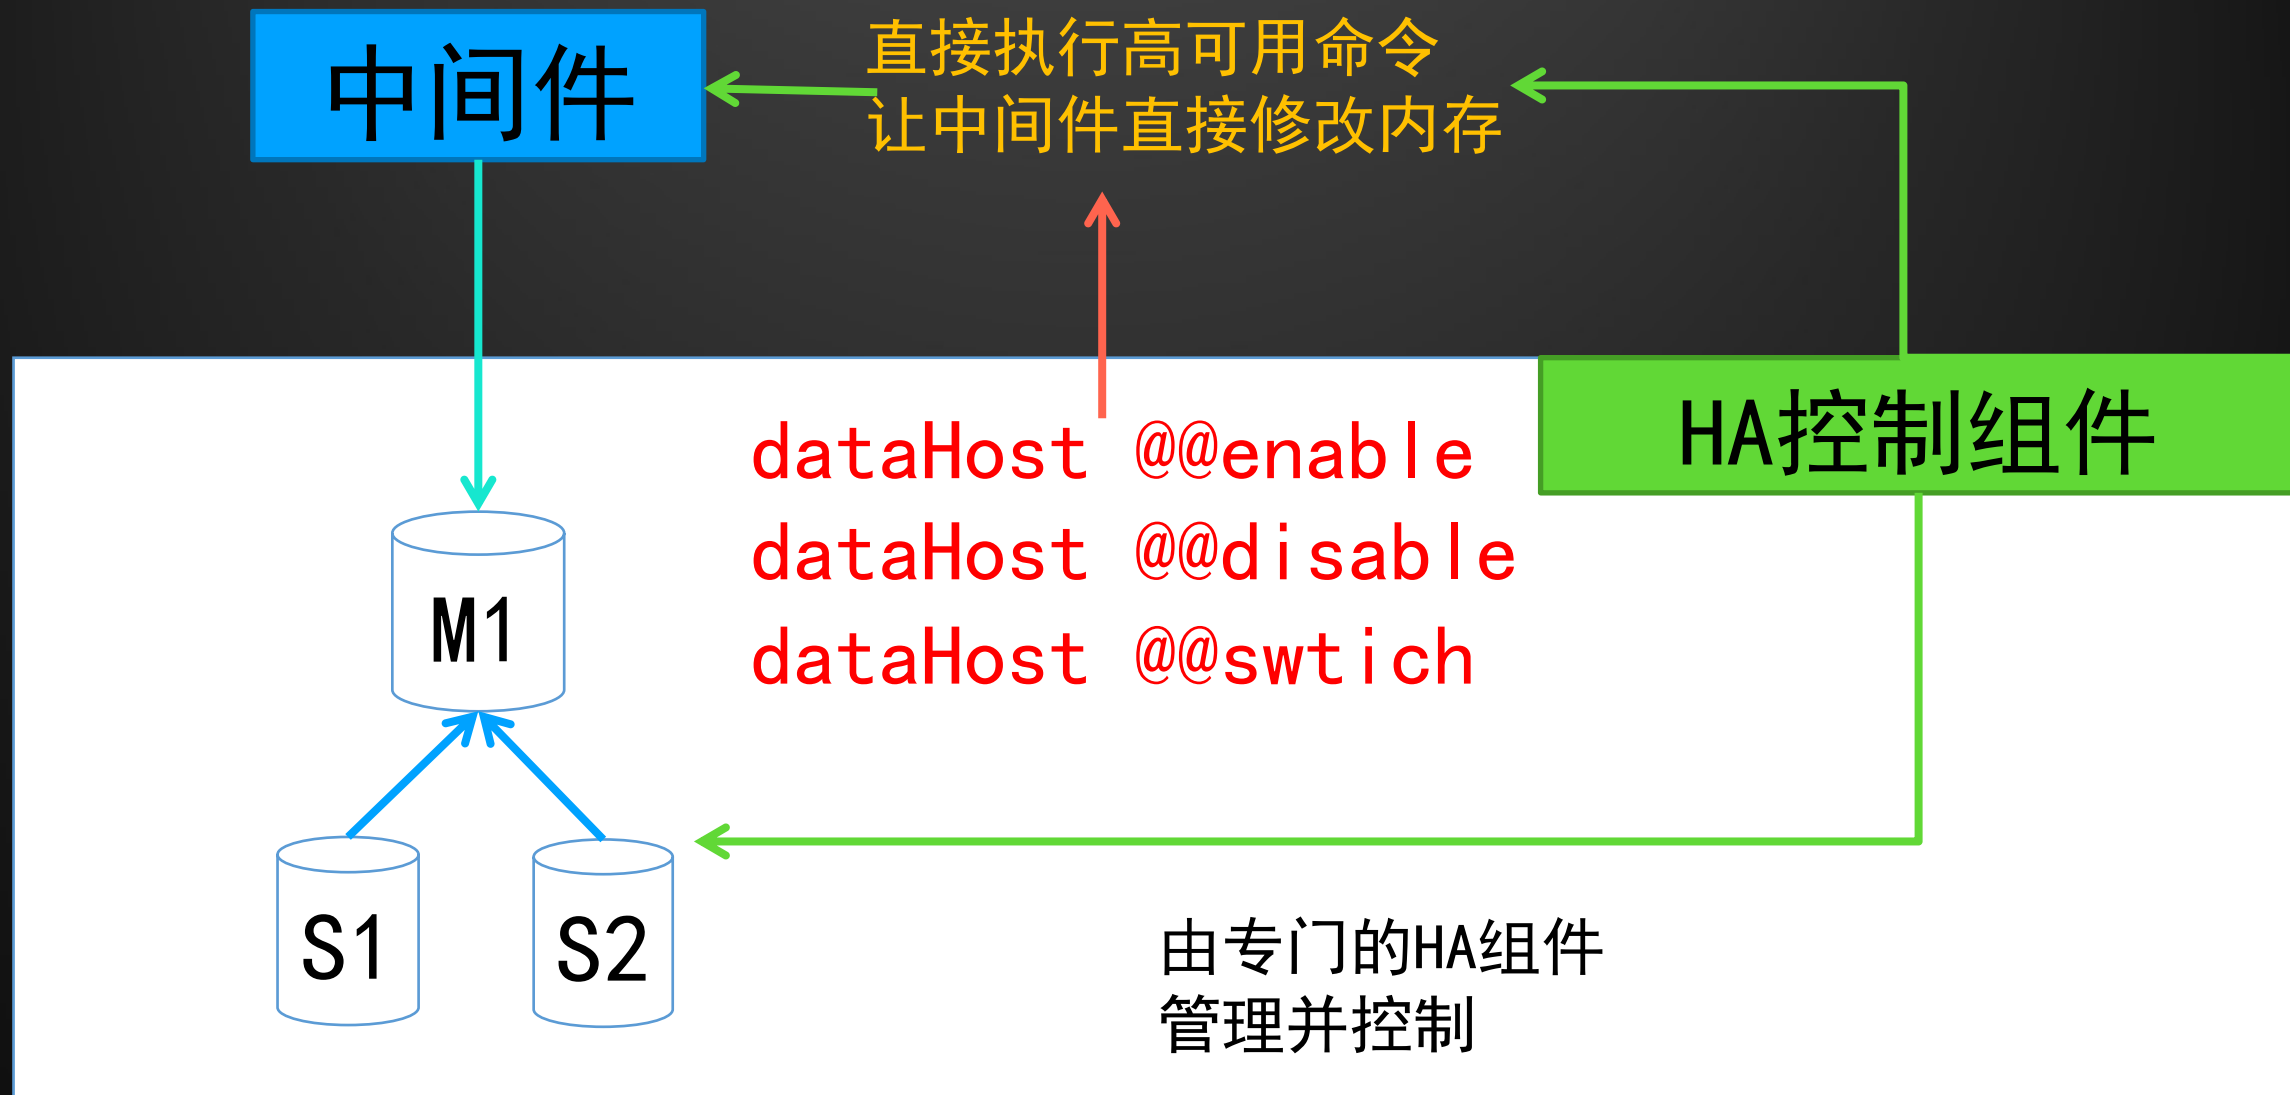 中间件
直接执行高可用命令
让中间件直接修改内存
HA控制组件
dataHost @@enable
dataHost @@disable
dataHost @@swtich
M1
S1
S2
由专门的HA组件
管理并控制